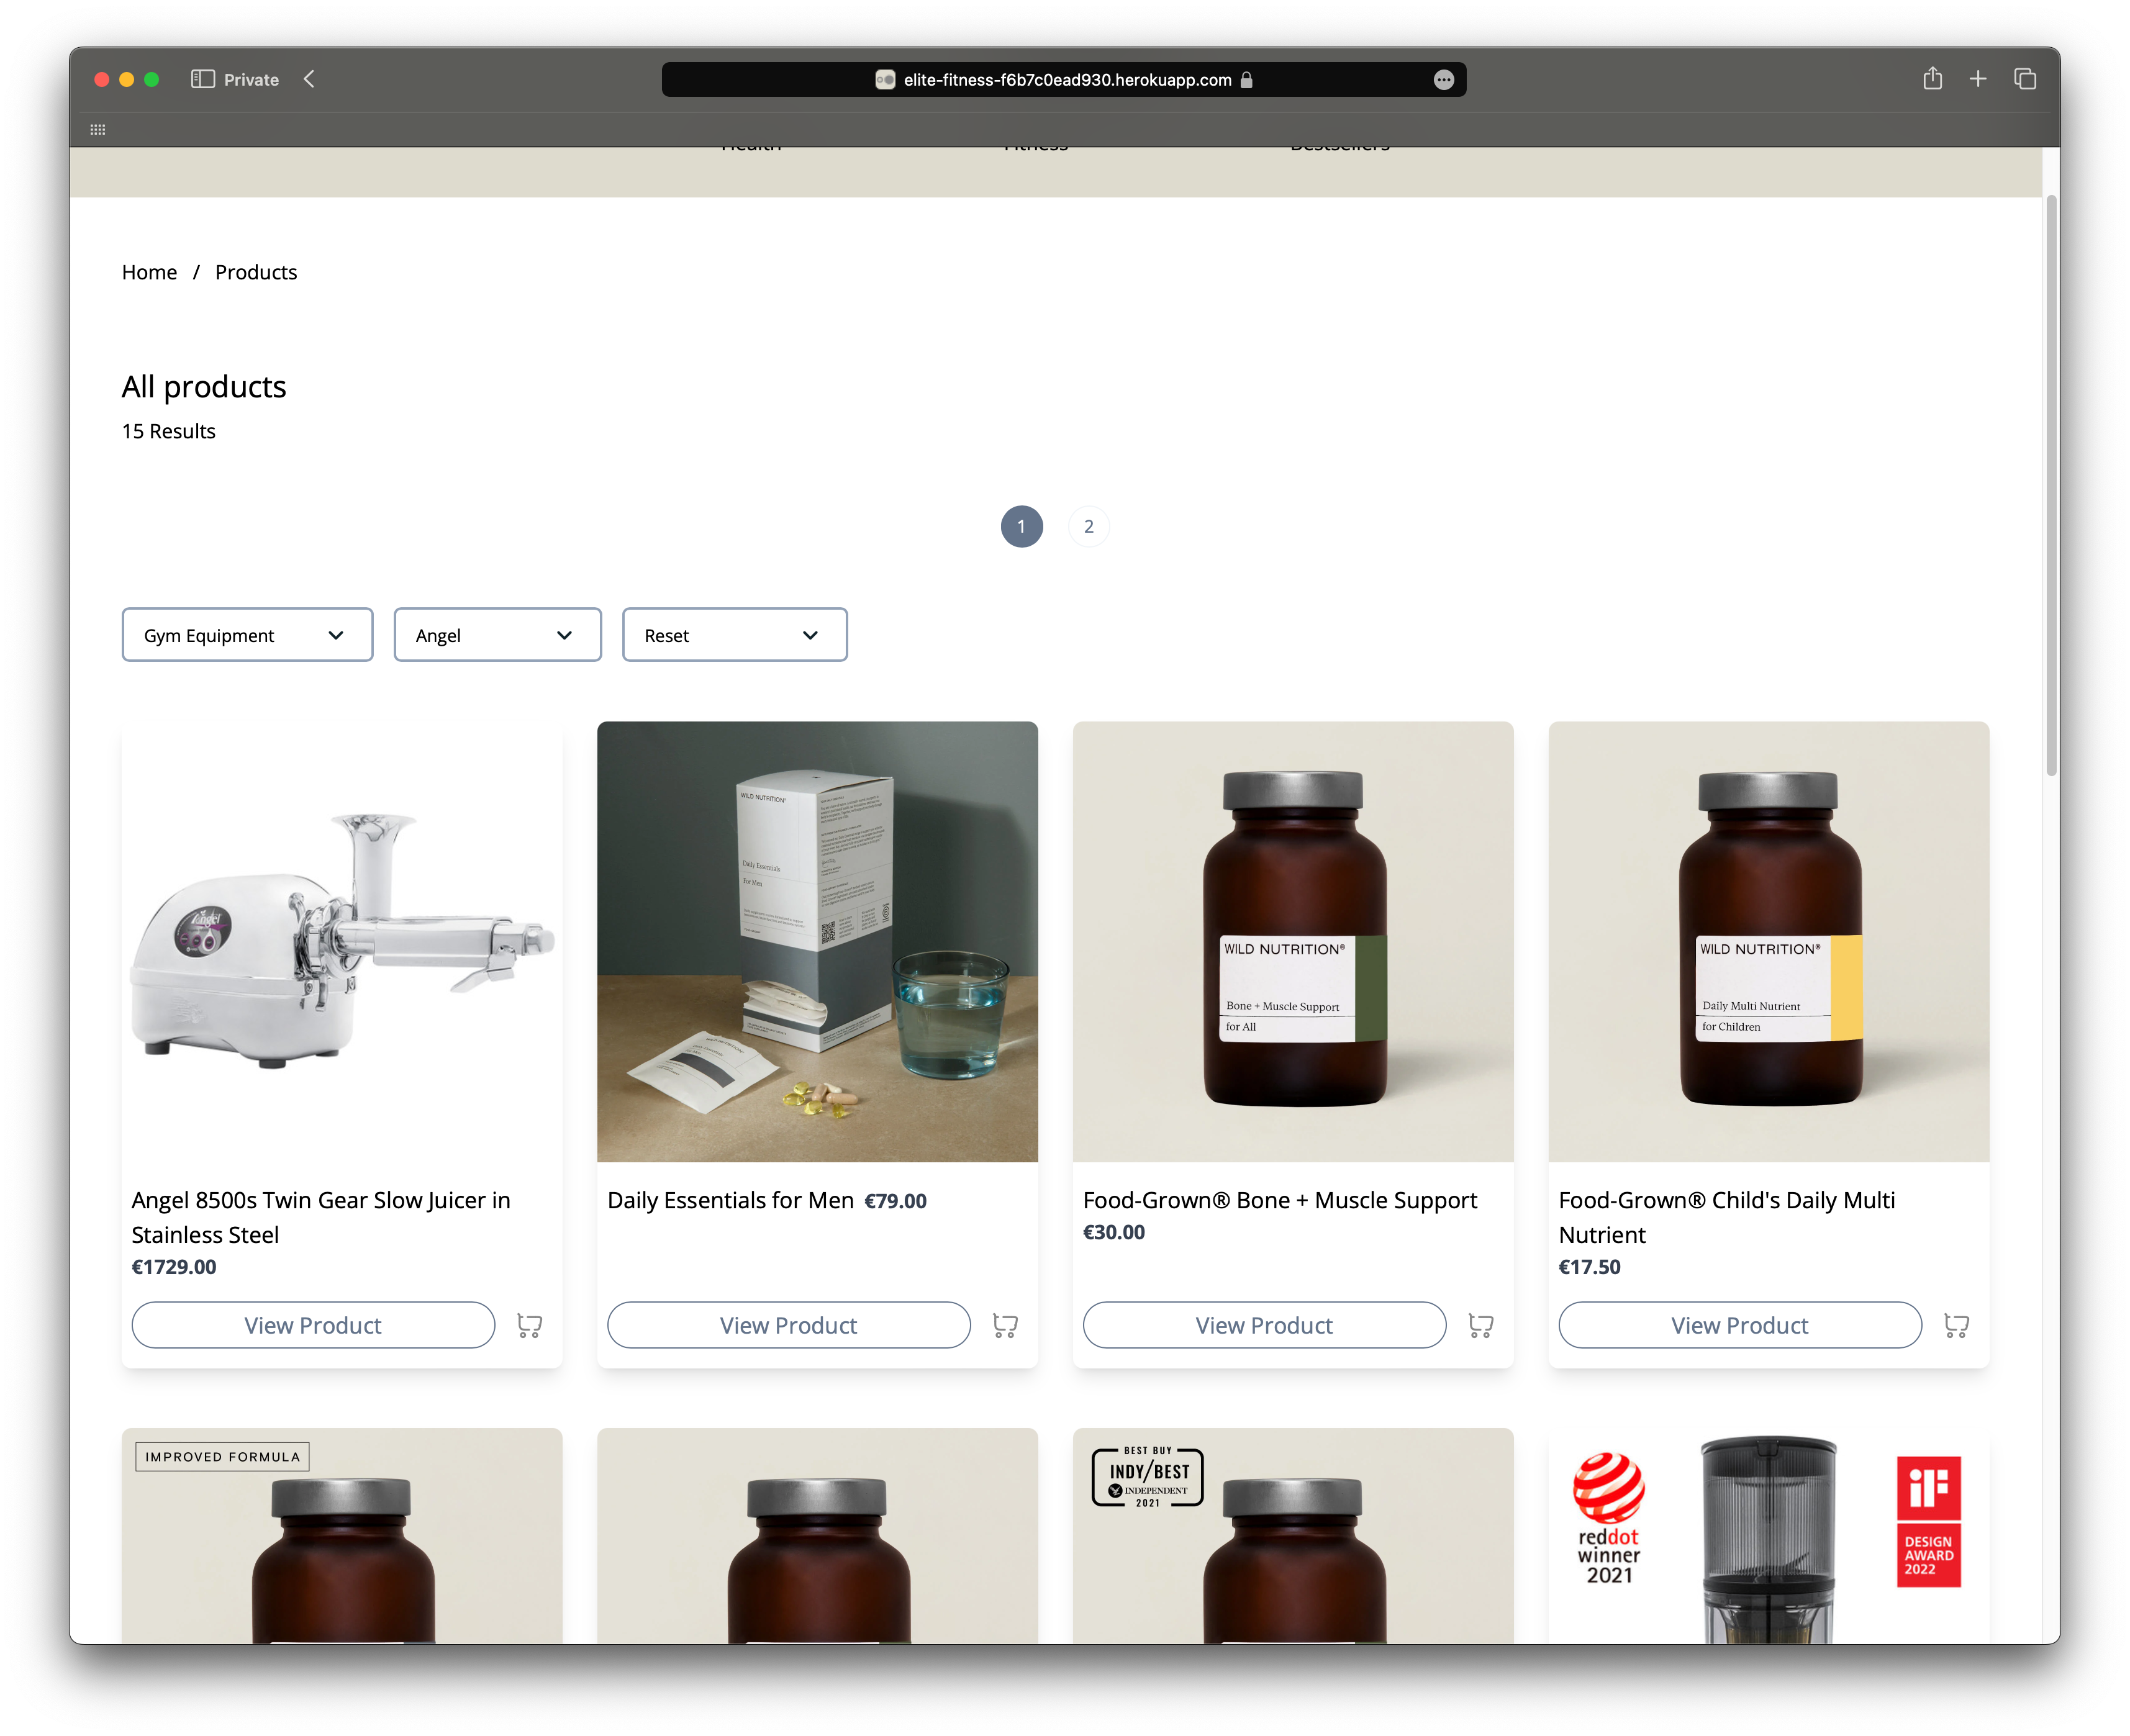 Private
elite-fitness-f6b7c0ead930.herokuapp.com
Health Fitness Bestsellers
Home / Products
All products
15 Results
1 2
Gym Equipment Angel Reset
Angel
WILD NUTRITION®
Daily Essentials
For Men
WILD NUTRITION®
Bone + Muscle Support
for All
WILD NUTRITION®
Daily Multi Nutrient
for Children
Angel 8500s Twin Gear Slow Juicer in
Stainless Steel
€1729.00
View Product
Daily Essentials for Men €79.00
View Product
Food-Grown® Bone + Muscle Support
€30.00
View Product
Food-Grown® Child's Daily Multi
Nutrient
€17.50
View Product
IMPROVED FORMULA
BEST BUY
INDY/BEST
INDEPENDENT
2021
reddot
winner
2021
iF
DESIGN
AWARD
2022